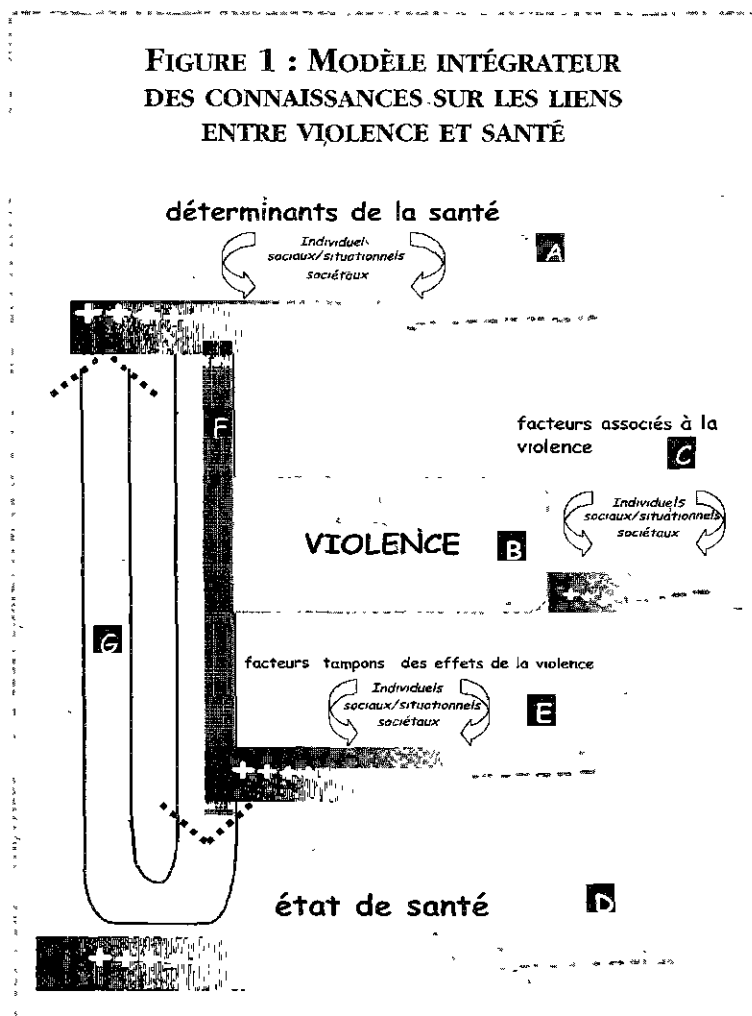 FIGURE 1 : MODÈLE INTÉGRATEUR
DES CONNAISSANCES SUR LES LIENS
ENTRE VIOLENCE ET SANTÉ
déterminants de la santé
Individuels
sociaux/situationnels
sociétaux
A
+++
F
facteurs associés à la
violence C
Individuels
sociaux/situationnels
sociétaux
VIOLENCE B
++
G
facteurs tampons des effets de la violence
Individuels
sociaux/situationnels
sociétaux
E
+++
état de santé D
+++